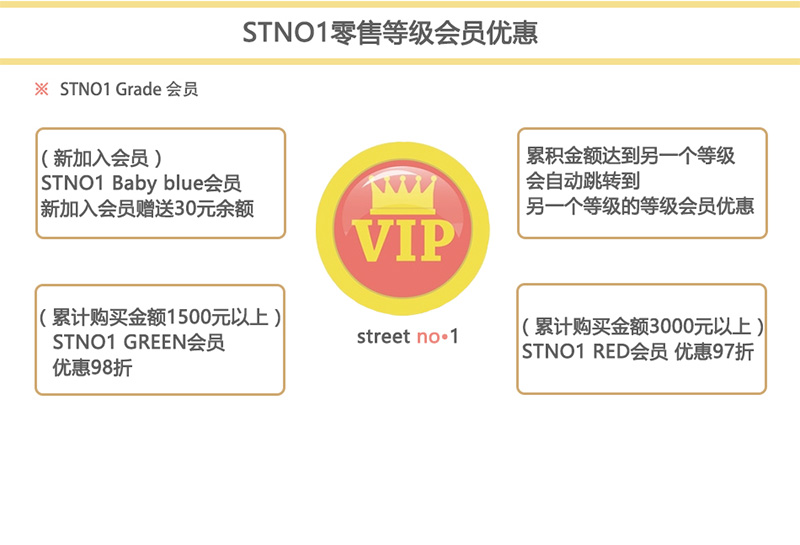 STNO1零售等级会员优惠
※ STNO1 Grade 会员
( 新加入会员 )
STNO1 Baby blue会员
新加入会员赠送30元余额
累积金额达到另一个等级
会自动跳转到
另一个等级的等级会员优惠
VIP
street no•1
( 累计购买金额1500元以上 )
STNO1 GREEN会员
优惠98折
( 累计购买金额3000元以上 )
STNO1 RED会员 优惠97折